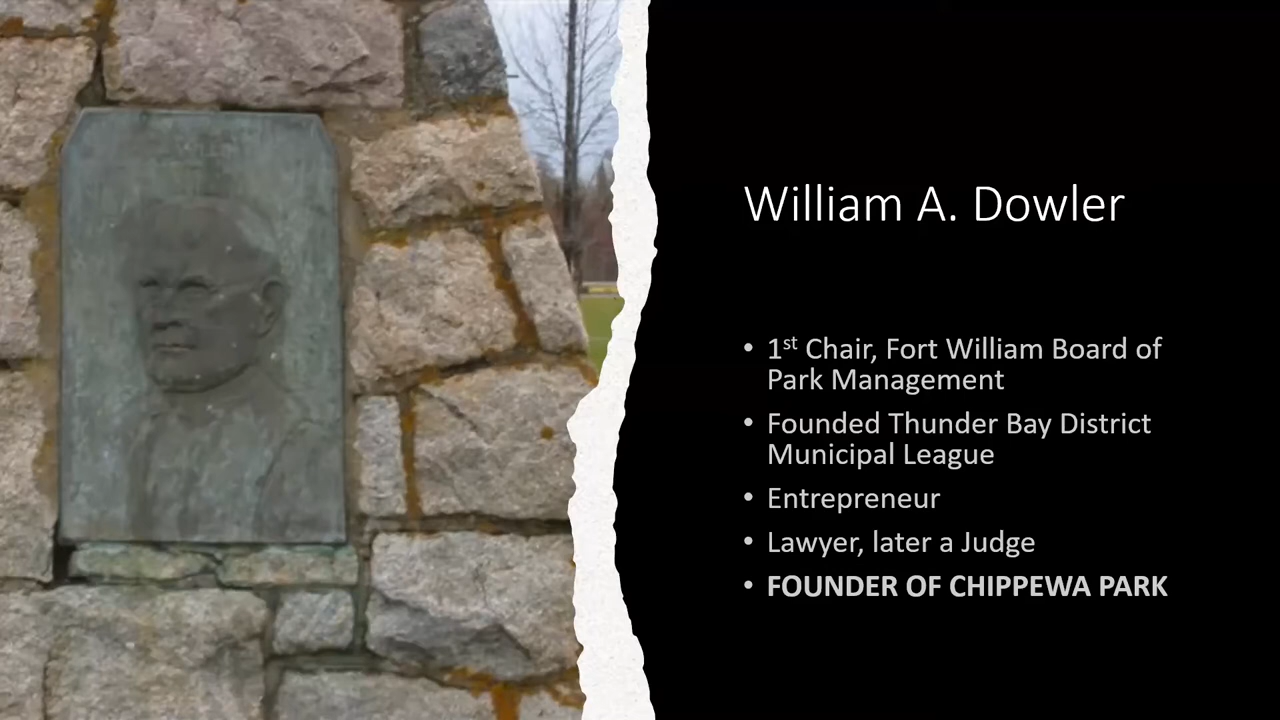 William A. Dowler
• 1st Chair, Fort William Board of
Park Management
• Founded Thunder Bay District
Municipal League
• Entrepreneur
• Lawyer, later a Judge
• FOUNDER OF CHIPPEWA PARK